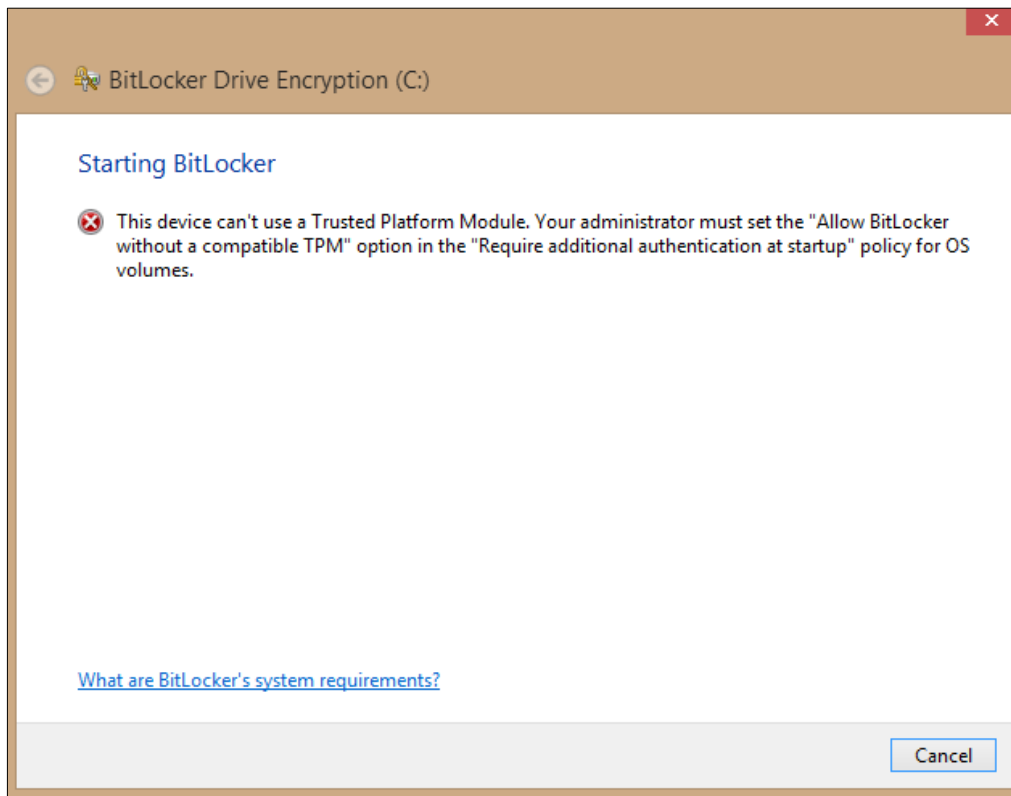 BitLocker Drive Encryption (C:)
Starting BitLocker
This device can't use a Trusted Platform Module. Your administrator must set the "Allow BitLocker
without a compatible TPM" option in the "Require additional authentication at startup" policy for OS
volumes.
What are BitLocker's system requirements?
Cancel